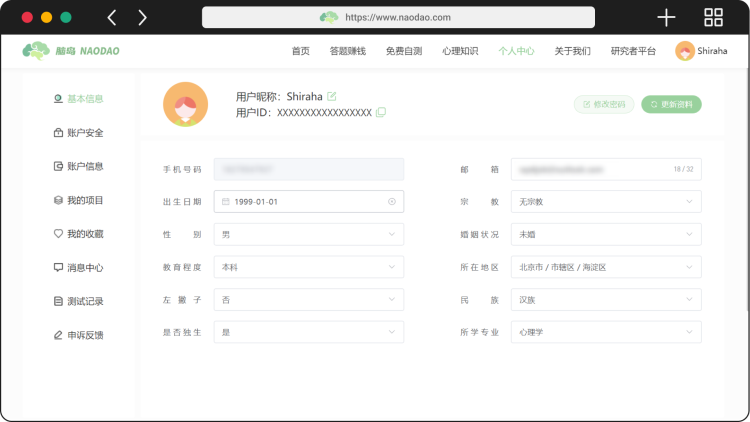 https://www.naodao.com
脑岛 NAODAO 首页 答题赚钱 免费自测 心理知识 个人中心 关于我们 研究者平台 Shiraha
基本信息
账户安全
账户信息
我的项目
我的收藏
消息中心
测试记录
申诉反馈
用户昵称: Shiraha
用户ID: XXXXXXXXXXXXXXXXX
修改密码 更新资料
手机号码
邮 箱 18 / 32
出生日期 1999-01-01
宗 教 无宗教
性 别 男
婚姻状况 未婚
教育程度 本科
所在地区 北京市 / 市辖区 / 海淀区
左 撇 子 否
民 族 汉族
是否独生 是
所学专业 心理学